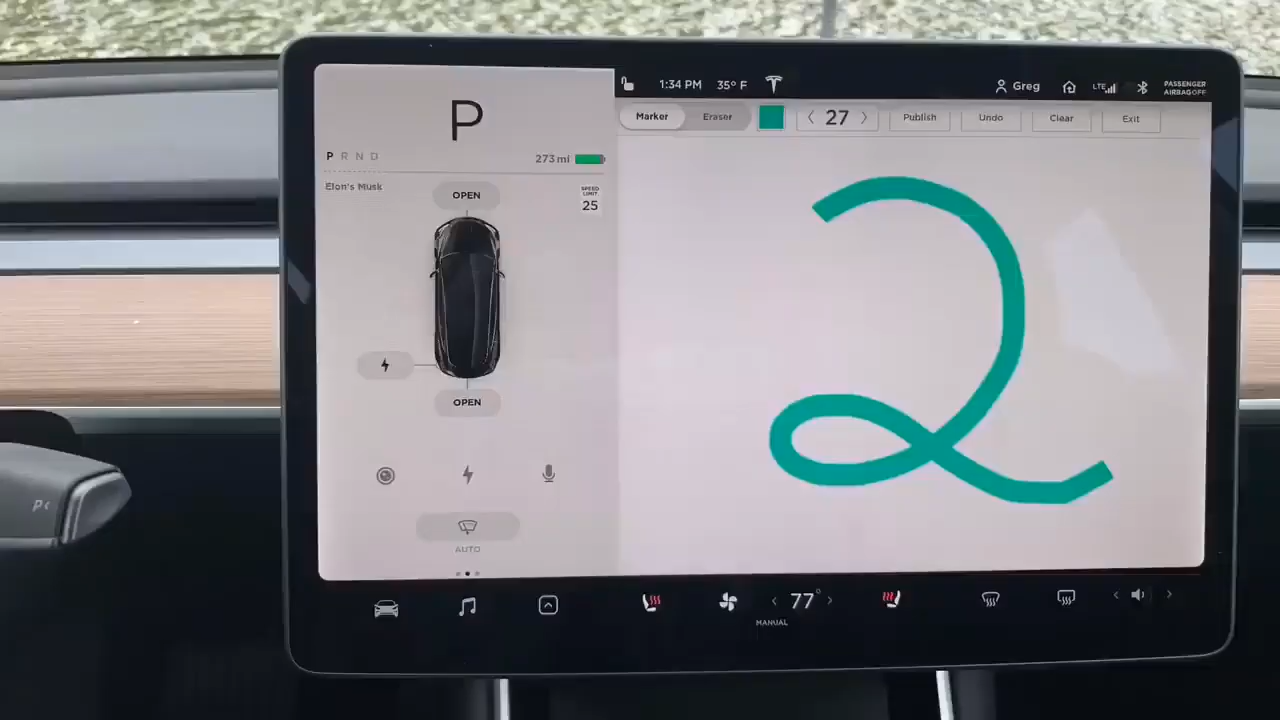 P
1:34 PM 35° F Greg LTE PASSENGER AIRBAG OFF
Marker Eraser 27 Publish Undo Clear Exit
P R N D 273 mi
Elon's Musk
OPEN
SPEED LIMIT 25
2
OPEN
AUTO
P
77°
MANUAL